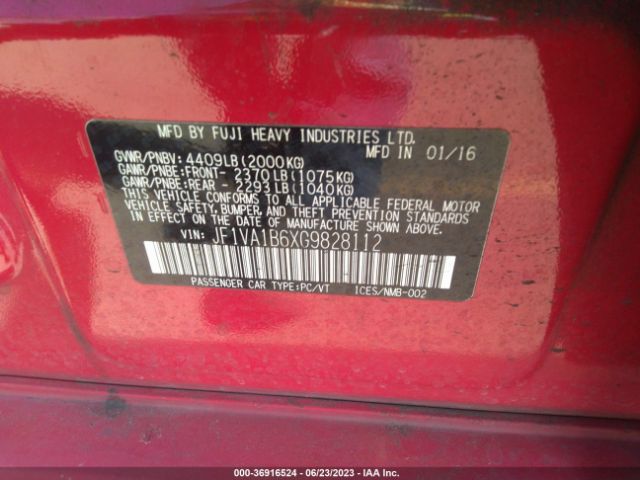 MFD BY FUJI HEAVY INDUSTRIES LTD.
GVWR/PNBV: 4409LB(2000KG) MFD IN 01/16
GAWR/PNBE:FRONT- 2370LB(1075KG)
GAWR/PNBE:REAR - 2293LB(1040KG)
THIS VEHICLE CONFORMS TO ALL APPLICABLE FEDERAL MOTOR
VEHICLE SAFETY, BUMPER, AND THEFT PREVENTION STANDARDS
IN EFFECT ON THE DATE OF MANUFACTURE SHOWN ABOVE.
VIN: JF1VA1B6XG9828112
PASSENGER CAR TYPE:PC/VT ICES/NMB-002
000-36916524 - 06/23/2023 - IAA Inc.